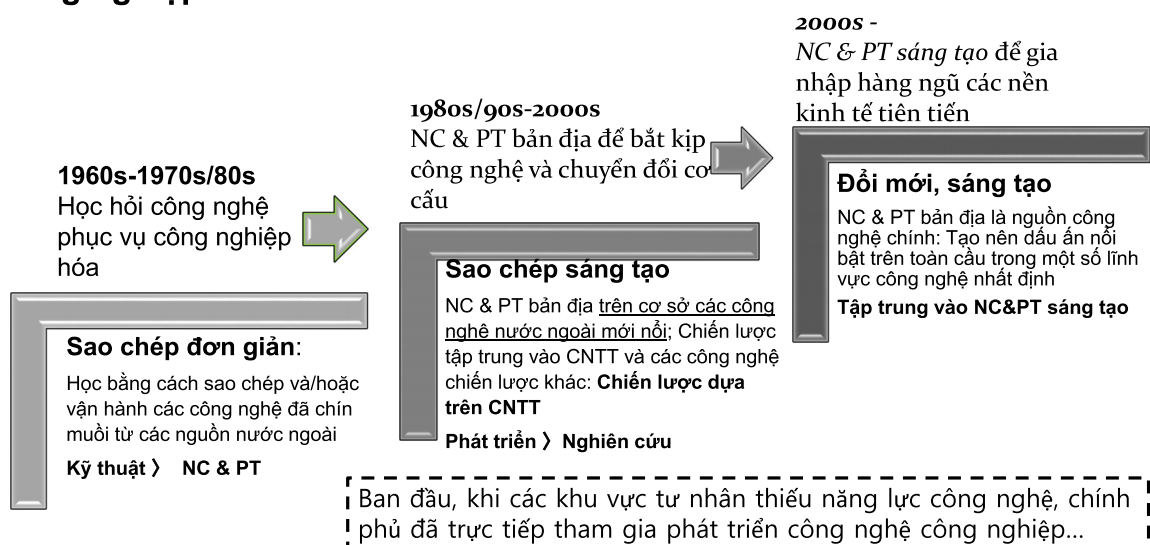 1960s-1970s/80s
Học hỏi công nghệ
phục vụ công nghiệp
hóa
Sao chép đơn giản:
Học bằng cách sao chép và/hoặc
vận hành các công nghệ đã chín
muồi từ các nguồn nước ngoài
Kỹ thuật 〉 NC & PT
1980s/90s-2000s
NC & PT bản địa để bắt kịp
công nghệ và chuyển đổi cơ
cấu
Sao chép sáng tạo
NC & PT bản địa trên cơ sở các công
nghệ nước ngoài mới nổi; Chiến lược
tập trung vào CNTT và các công nghệ
chiến lược khác: Chiến lược dựa
trên CNTT
Phát triển 〉 Nghiên cứu
2000s -
NC & PT sáng tạo để gia
nhập hàng ngũ các nền
kinh tế tiên tiến
Đổi mới, sáng tạo
NC & PT bản địa là nguồn công
nghệ chính: Tạo nên dấu ấn nổi
bật trên toàn cầu trong một số lĩnh
vực công nghệ nhất định
Tập trung vào NC&PT sáng tạo
Ban đầu, khi các khu vực tư nhân thiếu năng lực công nghệ, chính
phủ đã trực tiếp tham gia phát triển công nghệ công nghiệp...